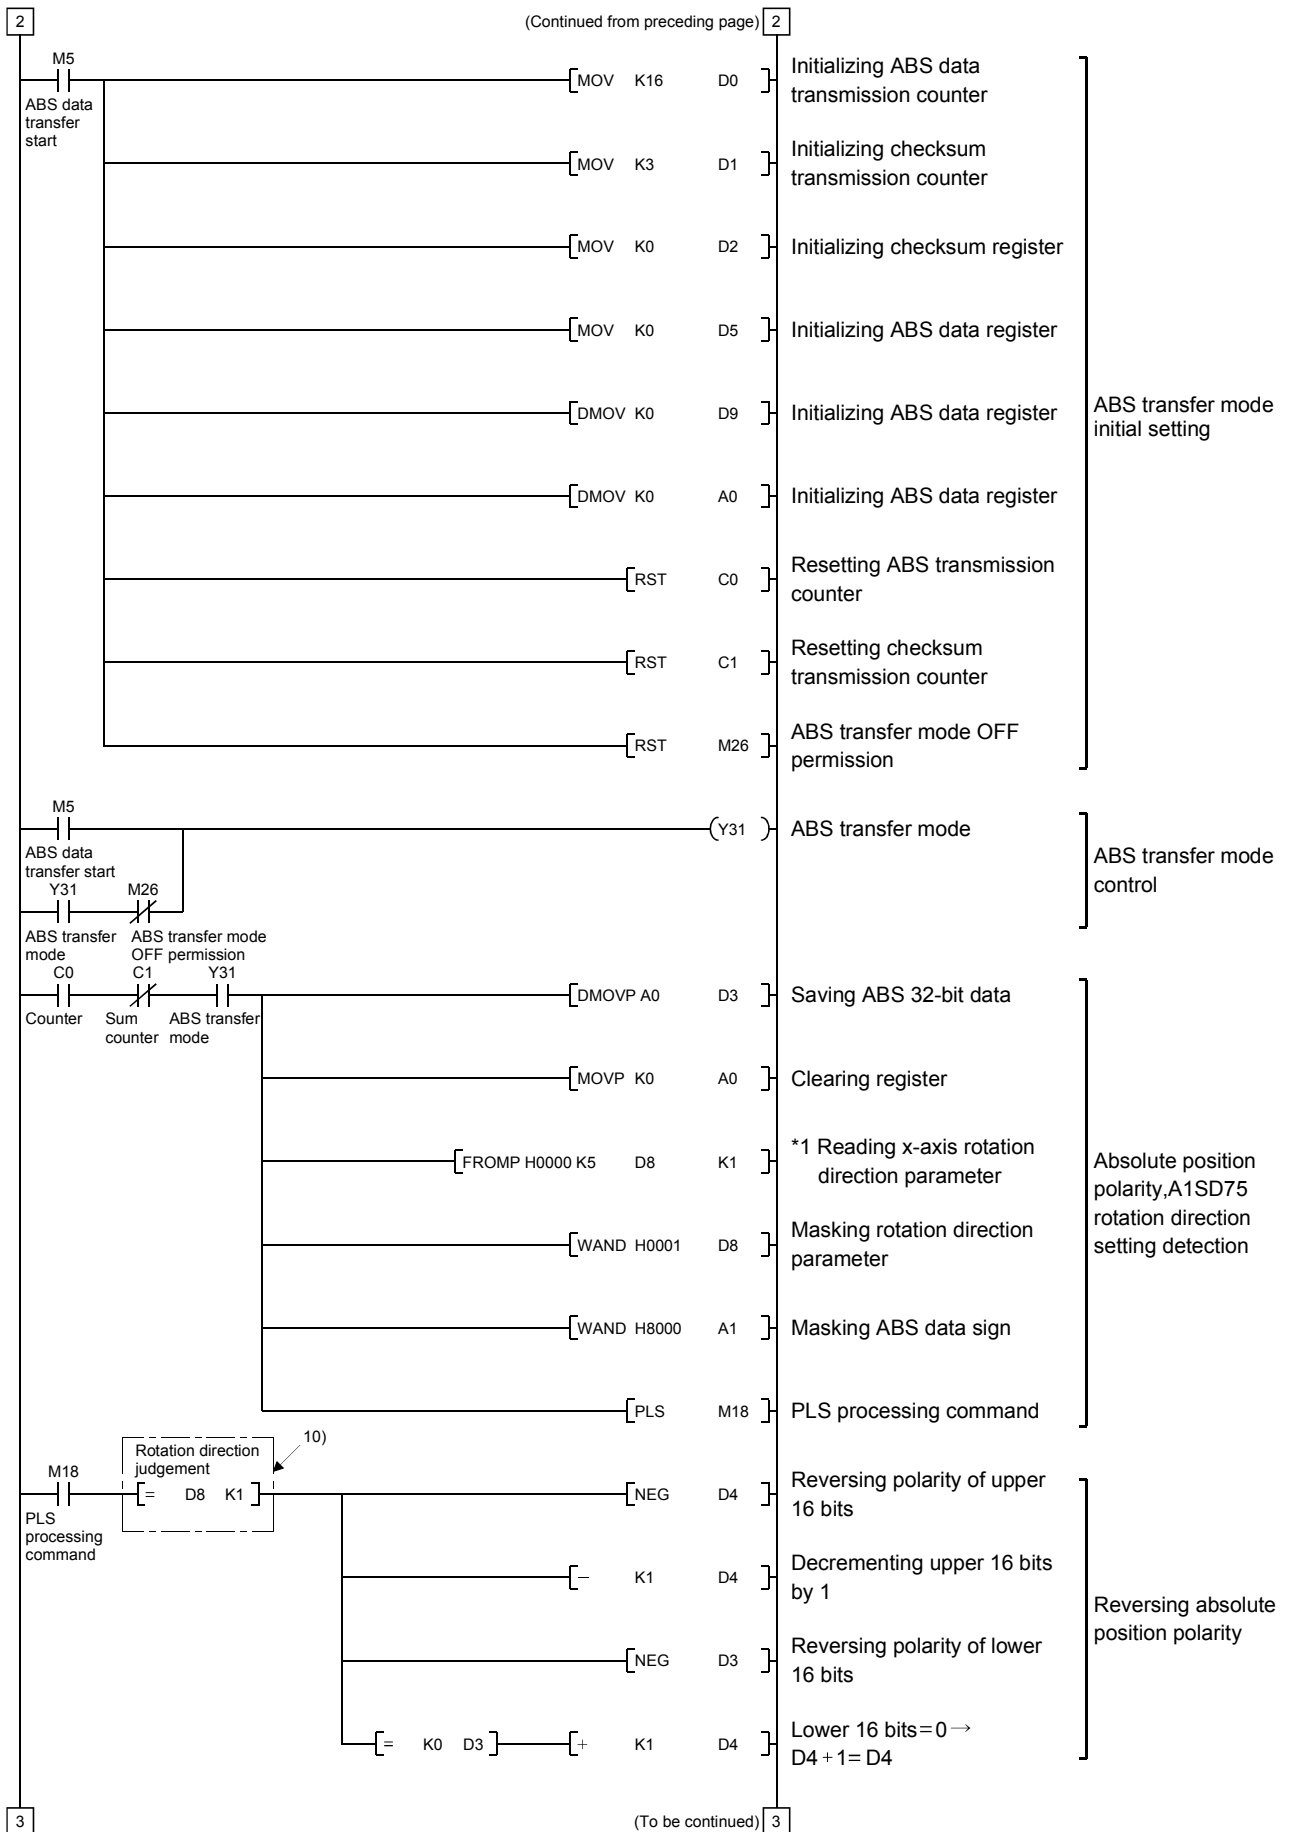 2
(Continued from preceding page)
2
M5
ABS data
transfer
start
MOV K16 D0
Initializing ABS data
transmission counter
MOV K3 D1
Initializing checksum
transmission counter
MOV K0 D2
Initializing checksum register
MOV K0 D5
Initializing ABS data register
DMOV K0 D9
Initializing ABS data register
DMOV K0 A0
Initializing ABS data register
RST C0
Resetting ABS transmission
counter
RST C1
Resetting checksum
transmission counter
RST M26
ABS transfer mode OFF
permission
ABS transfer mode
initial setting
M5
ABS data
transfer start
Y31
ABS transfer mode
Y31 M26
ABS transfer
mode
ABS transfer mode
OFF permission
ABS transfer mode
control
C0 C1 Y31
Counter
Sum
counter
ABS transfer
mode
DMOVP A0 D3
Saving ABS 32-bit data
MOVP K0 A0
Clearing register
FROMP H0000 K5 D8 K1
*1 Reading x-axis rotation
direction parameter
WAND H0001 D8
Masking rotation direction
parameter
WAND H8000 A1
Masking ABS data sign
PLS M18
PLS processing command
Absolute position
polarity,A1SD75
rotation direction
setting detection
M18
PLS
processing
command
Rotation direction
judgement
= D8 K1
10)
NEG D4
Reversing polarity of upper
16 bits
− K1 D4
Decrementing upper 16 bits
by 1
NEG D3
Reversing polarity of lower
16 bits
= K0 D3
+ K1 D4
Lower 16 bits=0→
D4+1=D4
Reversing absolute
position polarity
3
(To be continued)
3